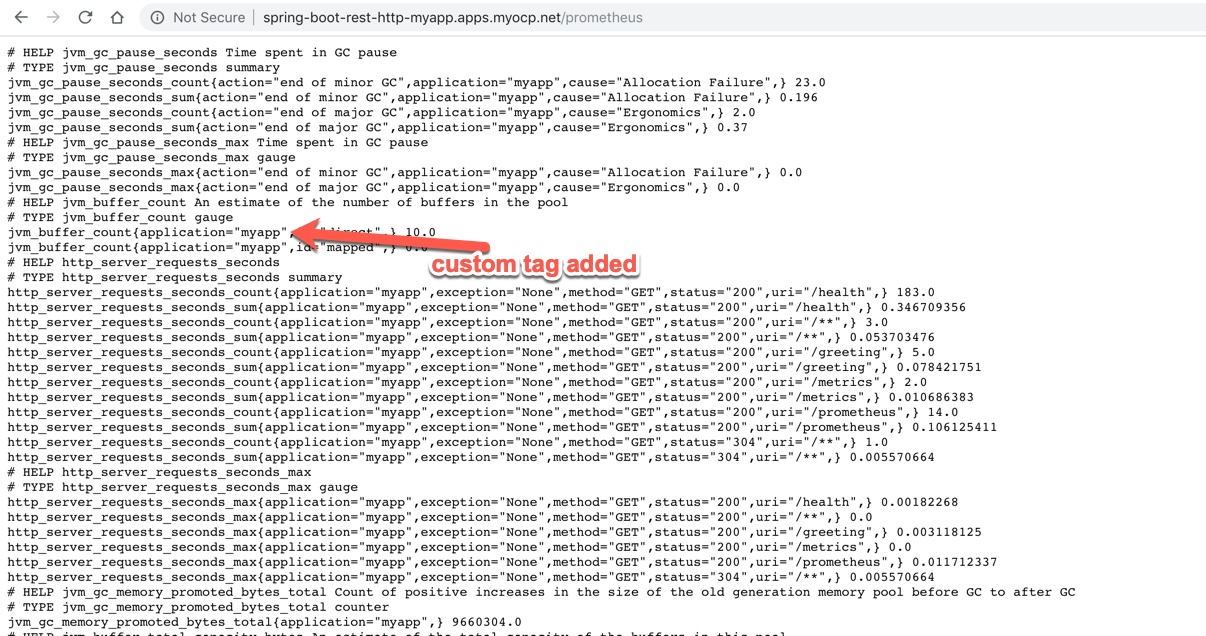 Not Secure | spring-boot-rest-http-myapp.apps.myocp.net/prometheus
# HELP jvm_gc_pause_seconds Time spent in GC pause
# TYPE jvm_gc_pause_seconds summary
jvm_gc_pause_seconds_count{action="end of minor GC",application="myapp",cause="Allocation Failure",} 23.0
jvm_gc_pause_seconds_sum{action="end of minor GC",application="myapp",cause="Allocation Failure",} 0.196
jvm_gc_pause_seconds_count{action="end of major GC",application="myapp",cause="Ergonomics",} 2.0
jvm_gc_pause_seconds_sum{action="end of major GC",application="myapp",cause="Ergonomics",} 0.37
# HELP jvm_gc_pause_seconds_max Time spent in GC pause
# TYPE jvm_gc_pause_seconds_max gauge
jvm_gc_pause_seconds_max{action="end of minor GC",application="myapp",cause="Allocation Failure",} 0.0
jvm_gc_pause_seconds_max{action="end of major GC",application="myapp",cause="Ergonomics",} 0.0
# HELP jvm_buffer_count An estimate of the number of buffers in the pool
# TYPE jvm_buffer_count gauge
jvm_buffer_count{application="myapp", "direct",} 10.0
jvm_buffer_count{application="myapp",id="mapped",} 0.0
custom tag added
# HELP http_server_requests_seconds
# TYPE http_server_requests_seconds summary
http_server_requests_seconds_count{application="myapp",exception="None",method="GET",status="200",uri="/health",} 183.0
http_server_requests_seconds_sum{application="myapp",exception="None",method="GET",status="200",uri="/health",} 0.346709356
http_server_requests_seconds_count{application="myapp",exception="None",method="GET",status="200",uri="/**",} 3.0
http_server_requests_seconds_sum{application="myapp",exception="None",method="GET",status="200",uri="/**",} 0.053703476
http_server_requests_seconds_count{application="myapp",exception="None",method="GET",status="200",uri="/greeting",} 5.0
http_server_requests_seconds_sum{application="myapp",exception="None",method="GET",status="200",uri="/greeting",} 0.078421751
http_server_requests_seconds_count{application="myapp",exception="None",method="GET",status="200",uri="/metrics",} 2.0
http_server_requests_seconds_sum{application="myapp",exception="None",method="GET",status="200",uri="/metrics",} 0.010686383
http_server_requests_seconds_count{application="myapp",exception="None",method="GET",status="200",uri="/prometheus",} 14.0
http_server_requests_seconds_sum{application="myapp",exception="None",method="GET",status="200",uri="/prometheus",} 0.106125411
http_server_requests_seconds_count{application="myapp",exception="None",method="GET",status="304",uri="/**",} 1.0
http_server_requests_seconds_sum{application="myapp",exception="None",method="GET",status="304",uri="/**",} 0.005570664
# HELP http_server_requests_seconds_max
# TYPE http_server_requests_seconds_max gauge
http_server_requests_seconds_max{application="myapp",exception="None",method="GET",status="200",uri="/health",} 0.00182268
http_server_requests_seconds_max{application="myapp",exception="None",method="GET",status="200",uri="/**",} 0.0
http_server_requests_seconds_max{application="myapp",exception="None",method="GET",status="200",uri="/greeting",} 0.003118125
http_server_requests_seconds_max{application="myapp",exception="None",method="GET",status="200",uri="/metrics",} 0.0
http_server_requests_seconds_max{application="myapp",exception="None",method="GET",status="200",uri="/prometheus",} 0.011712337
http_server_requests_seconds_max{application="myapp",exception="None",method="GET",status="304",uri="/**",} 0.005570664
# HELP jvm_gc_memory_promoted_bytes_total Count of positive increases in the size of the old generation memory pool before GC to after GC
# TYPE jvm_gc_memory_promoted_bytes_total counter
jvm_gc_memory_promoted_bytes_total{application="myapp",} 9660304.0
# HELP jvm_buffer_total_capacity_bytes An estimate of the total capacity of the buffers in this pool